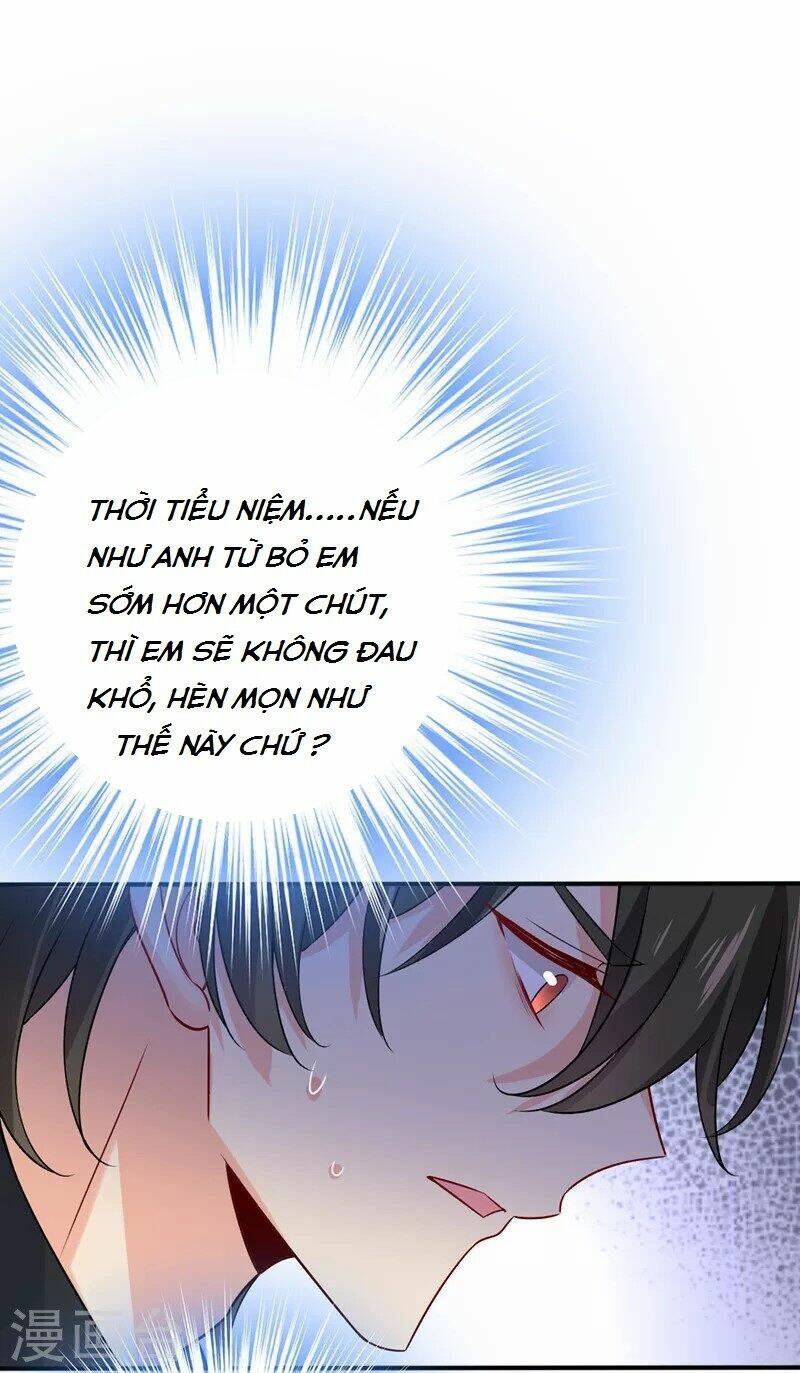 THỜI TIỂU NIỆM.....NẾU
NHƯ ANH TỪ BỎ EM
SỚM HƠN MỘT CHÚT,
THÌ EM SẼ KHÔNG ĐAU
KHỔ, HÈN MỌN NHƯ
THẾ NÀY CHỨ ?
漫画台